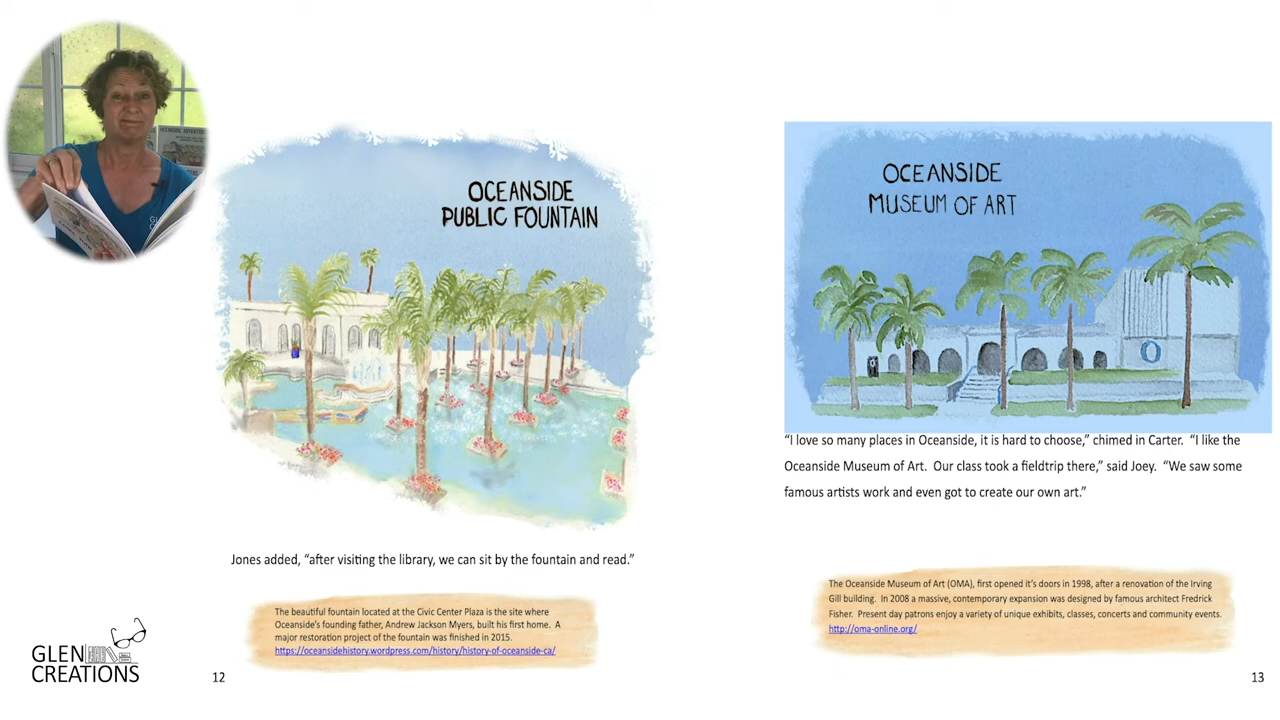 OCEANSIDE
PUBLIC FOUNTAIN
Jones added, “after visiting the library, we can sit by the fountain and read.”
The beautiful fountain located at the Civic Center Plaza is the site where
Oceanside's founding father, Andrew Jackson Myers, built his first home. A
major restoration project of the fountain was finished in 2015.
https://oceansidehistory.wordpress.com/history/history-of-oceanside-ca/
GLEN
CREATIONS
12
OCEANSIDE
MUSEUM OF ART
“I love so many places in Oceanside, it is hard to choose,” chimed in Carter. “I like the
Oceanside Museum of Art. Our class took a fieldtrip there,” said Joey. “We saw some
famous artists work and even got to create our own art.”
The Oceanside Museum of Art (OMA), first opened it's doors in 1998, after a renovation of the Irving
Gill building. In 2008 a massive, contemporary expansion was designed by famous architect Fredrick
Fisher. Present day patrons enjoy a variety of unique exhibits, classes, concerts and community events.
http://oma-online.org/
13